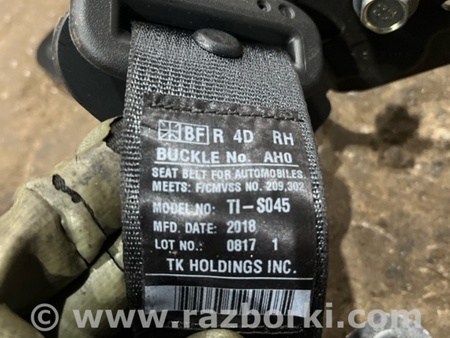 BF R 4D RH
BUCKLE No. AHO
SEAT BELT FOR AUTOMOBILES.
MEETS: F/CMVSS NO. 209,302
MODEL NO: TI-S045
MFD. DATE: 2018
LOT NO.: 0817 1
TK HOLDINGS INC.
© - www.razborki.com